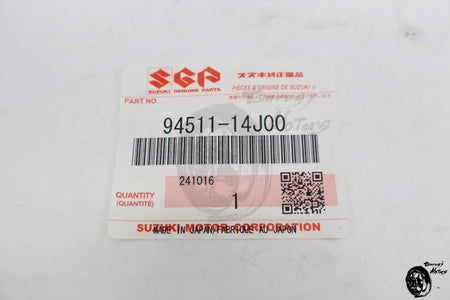 SGP
SUZUKI GENUINE PARTS
スズキ純正部品
PIÈCES D'ORIGINE DE SUZUKI
PART NO.
94511-14J00
241016
QUANTITY
(QUANTITÉ)
1
SUZUKI MOTOR CORPORATION
MADE IN JAPAN/FABRIQUE AU JAPON